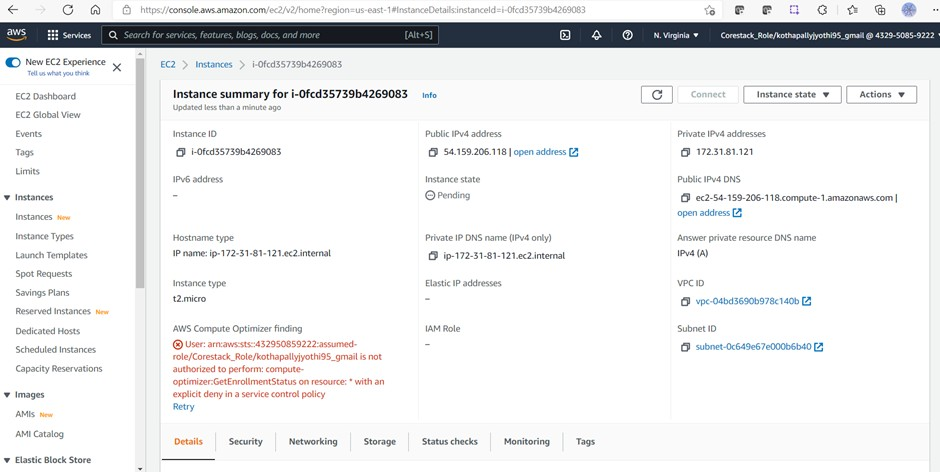 https://console.aws.amazon.com/ec2/v2/home?region=us-east-1#InstanceDetails:instanceId=i-0fcd35739b4269083
aws
Services
Search for services, features, blogs, docs, and more
[Alt+S]
N. Virginia
Corestack_Role/kothapallyjyothi95_gmail @ 4329-5085-9222
New EC2 Experience
Tell us what you think
EC2 Dashboard
EC2 Global View
Events
Tags
Limits
Instances
Instances New
Instance Types
Launch Templates
Spot Requests
Savings Plans
Reserved Instances New
Dedicated Hosts
Scheduled Instances
Capacity Reservations
Images
AMIs New
AMI Catalog
Elastic Block Store
EC2 > Instances > i-0fcd35739b4269083
Instance summary for i-0fcd35739b4269083 Info
Updated less than a minute ago
Connect
Instance state
Actions
Instance ID
i-0fcd35739b4269083
Public IPv4 address
54.159.206.118 | open address
Private IPv4 addresses
172.31.81.121
IPv6 address
–
Instance state
Pending
Public IPv4 DNS
ec2-54-159-206-118.compute-1.amazonaws.com |
open address
Hostname type
IP name: ip-172-31-81-121.ec2.internal
Private IP DNS name (IPv4 only)
ip-172-31-81-121.ec2.internal
Answer private resource DNS name
IPv4 (A)
Instance type
t2.micro
Elastic IP addresses
–
VPC ID
vpc-04bd3690b978c140b
AWS Compute Optimizer finding
User: arn:aws:sts::432950859222:assumed-
role/Corestack_Role/kothapallyjyothi95_gmail is not
authorized to perform: compute-
optimizer:GetEnrollmentStatus on resource: * with an
explicit deny in a service control policy
Retry
IAM Role
–
Subnet ID
subnet-0c649e67e000b6b40
Details
Security
Networking
Storage
Status checks
Monitoring
Tags